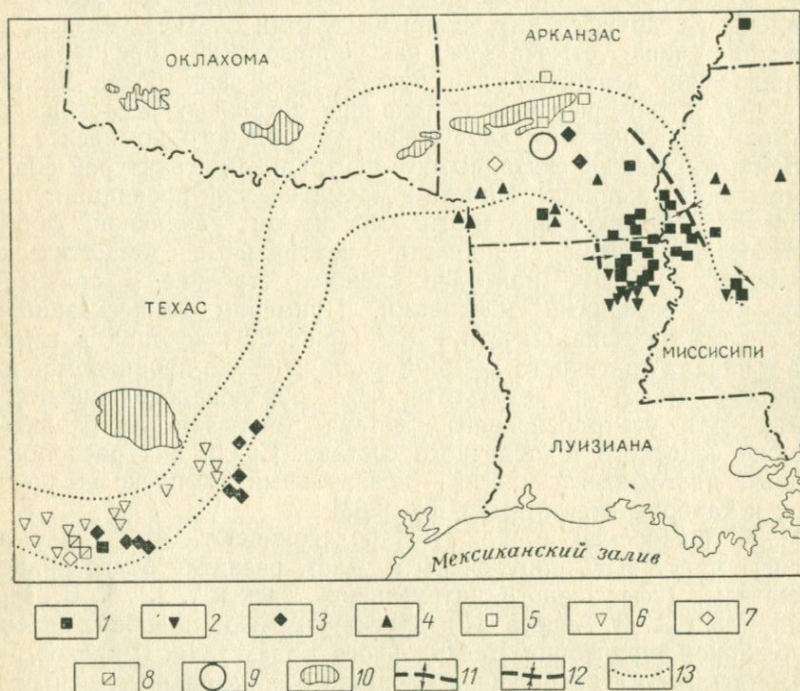 ОКЛАХОМА
АРКАНЗАС
ТЕХАС
МИССИСИПИ
ЛУИЗИАНА
Мексиканский залив
1 2 3 4 5 6 7
8 9 10 11 12 13